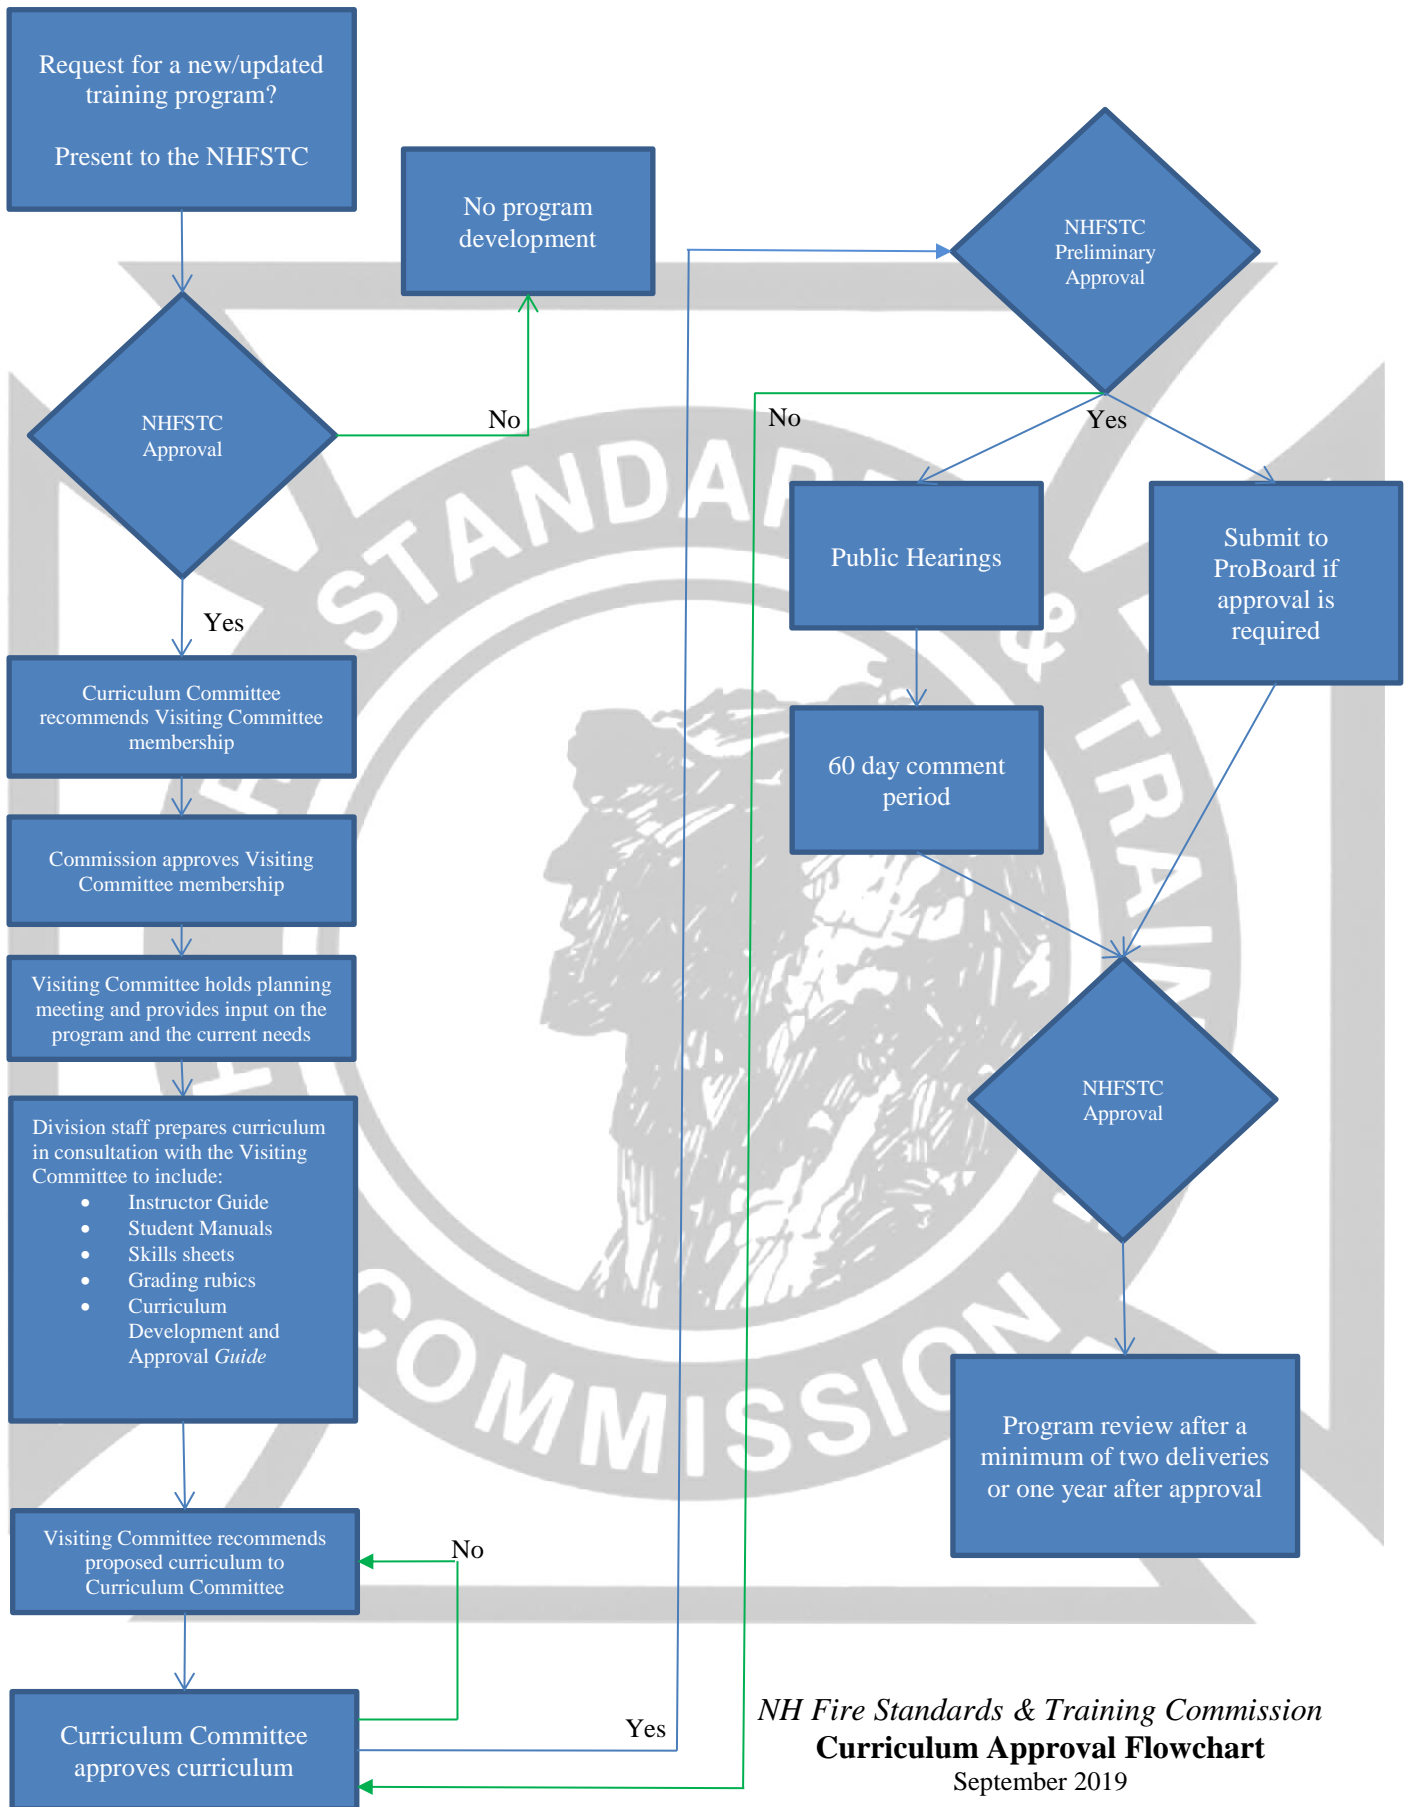 Request for a new/updated
training program?
Present to the NHFSTC
No program
development
NHFSTC
Preliminary
Approval
NHFSTC
Approval
No
No
Yes
Yes
Public Hearings
Submit to
ProBoard if
approval is
required
Curriculum Committee
recommends Visiting Committee
membership
60 day comment
period
Commission approves Visiting
Committee membership
Visiting Committee holds planning
meeting and provides input on the
program and the current needs
NHFSTC
Approval
Division staff prepares curriculum
in consultation with the Visiting
Committee to include:
• Instructor Guide
• Student Manuals
• Skills sheets
• Grading rubics
• Curriculum
Development and
Approval Guide
Program review after a
minimum of two deliveries
or one year after approval
Visiting Committee recommends
proposed curriculum to
Curriculum Committee
No
Curriculum Committee
approves curriculum
Yes
NH Fire Standards & Training Commission
Curriculum Approval Flowchart
September 2019
COMMISSION